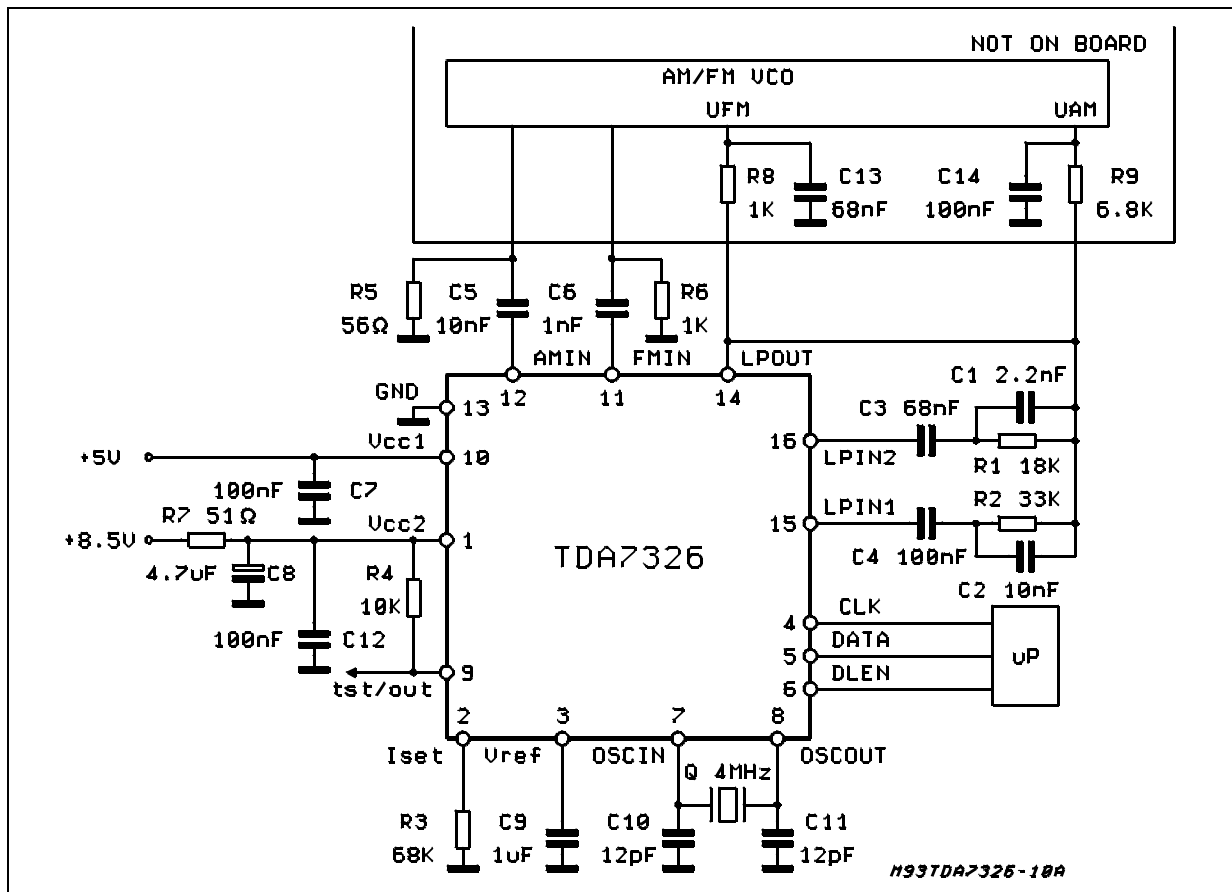 NOT ON BOARD
AM/FM VCO
UFM UAM
R8 C13 C14 R9
1K 68nF 100nF 6.8K
R5 C5 C6 R6
56Ω 10nF 1nF 1K
AMIN FMIN LPOUT
GND 12 11 14 C1 2.2nF
13 C3 68nF
Vcc1 16
+5V 10 LPIN2 R1 18K
100nF C7 R2 33K
R7 51Ω LPIN1
Vcc2 15
+8.5V 1 TDA7326 C4 100nF
4.7uF C8 R4 C2 10nF
10K CLK
4
100nF C12 DATA
5 uP
9 DLEN
tst/out 6
2 3 7 8
Iset Vref OSCIN OSCOUT
Q 4MHz
R3 C9 C10 C11
68K 1uF 12pF 12pF
M93TDA7326-10A